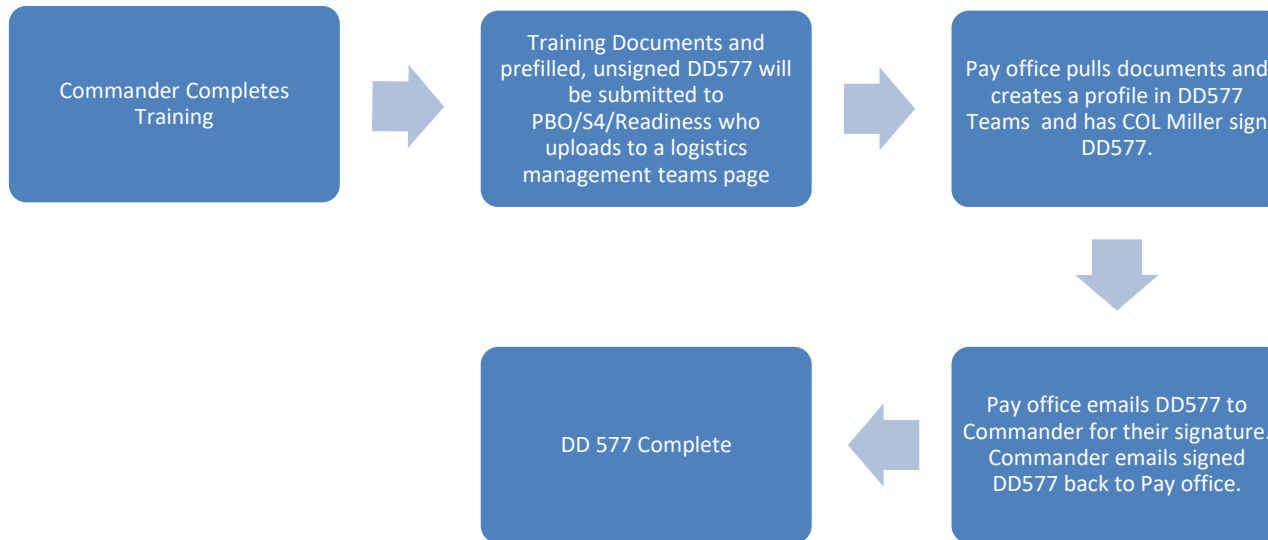 Commander Completes
Training
Training Documents and
prefilled, unsigned DD577 will
be submitted to
PBO/S4/Readiness who
uploads to a logistics
management teams page
Pay office pulls documents and
creates a profile in DD577
Teams and has COL Miller sign
DD577.
Pay office emails DD577 to
Commander for their signature.
Commander emails signed
DD577 back to Pay office.
DD 577 Complete